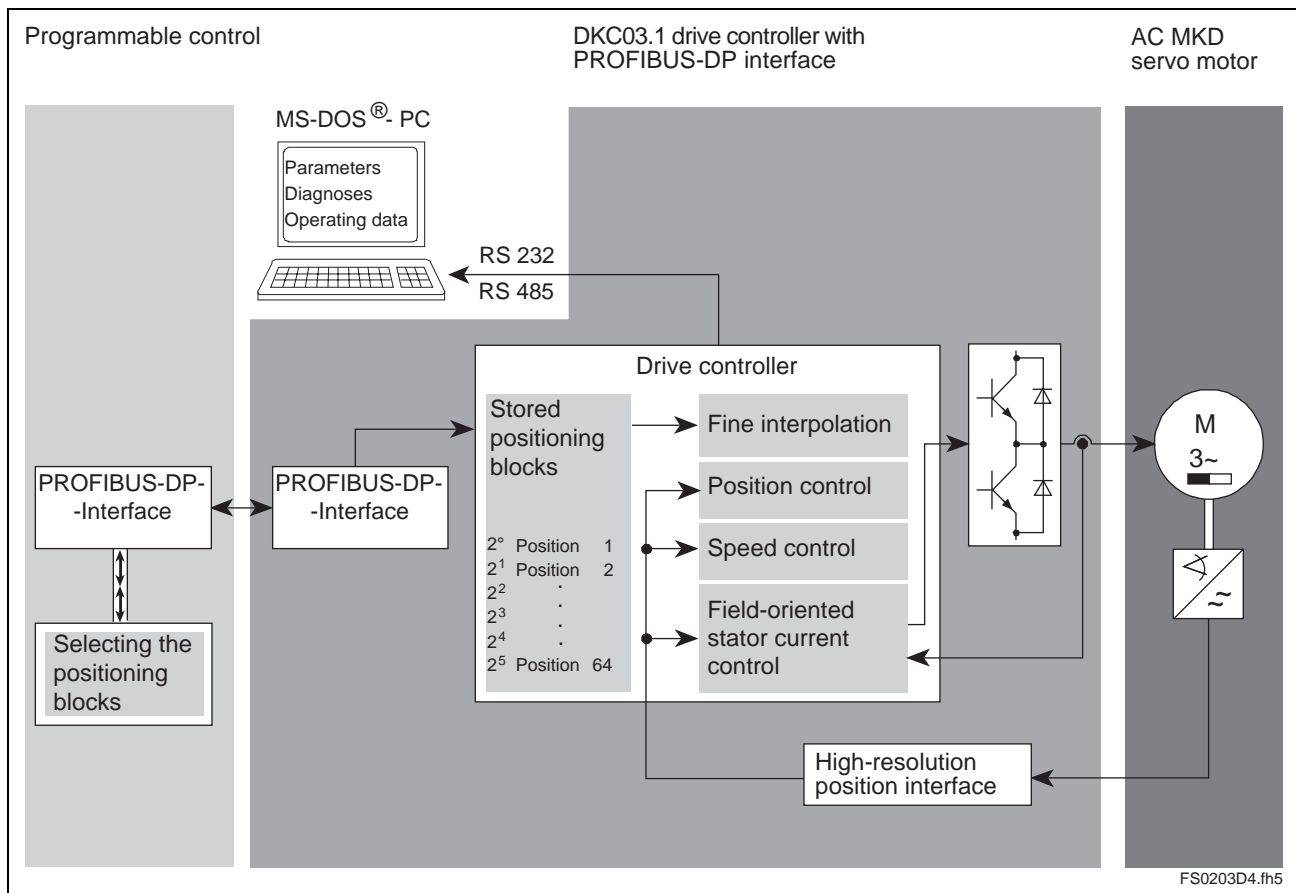 Programmable control
DKC03.1 drive controller with
PROFIBUS-DP interface
AC MKD
servo motor
MS-DOS ®- PC
Parameters
Diagnoses
Operating data
RS 232
RS 485
Drive controller
Stored
positioning
blocks
2° Position 1
2¹ Position 2
2² .
2³ .
2⁴ .
2⁵ Position 64
Fine interpolation
Position control
Speed control
Field-oriented
stator current
control
PROFIBUS-DP-
-Interface
PROFIBUS-DP-
-Interface
Selecting the
positioning
blocks
M
3~
High-resolution
position interface
FS0203D4.fh5